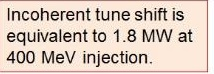 Incoherent tune shift is
equivalent to 1.8 MW at
400 MeV injection.